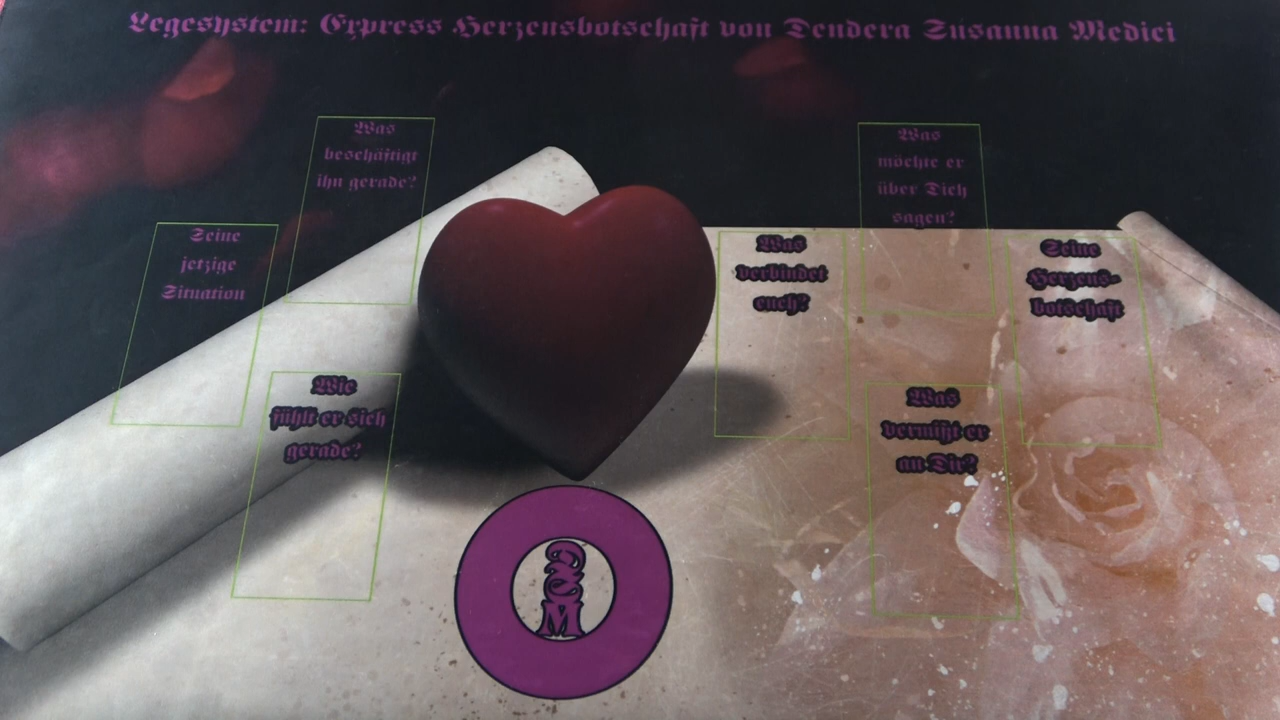 Legesystem: Express Herzensbotschaft von Dendera Susanna Medici
Was
beschäftigt
ihn gerade?
Was
möchte er
über Dich
sagen?
Seine
jetzige
Situation
Was
verbindet
euch?
Seine
Herzens-
botschaft
Wie
fühlt er sich
gerade?
Was
vermißt er
an Dir?
DSM